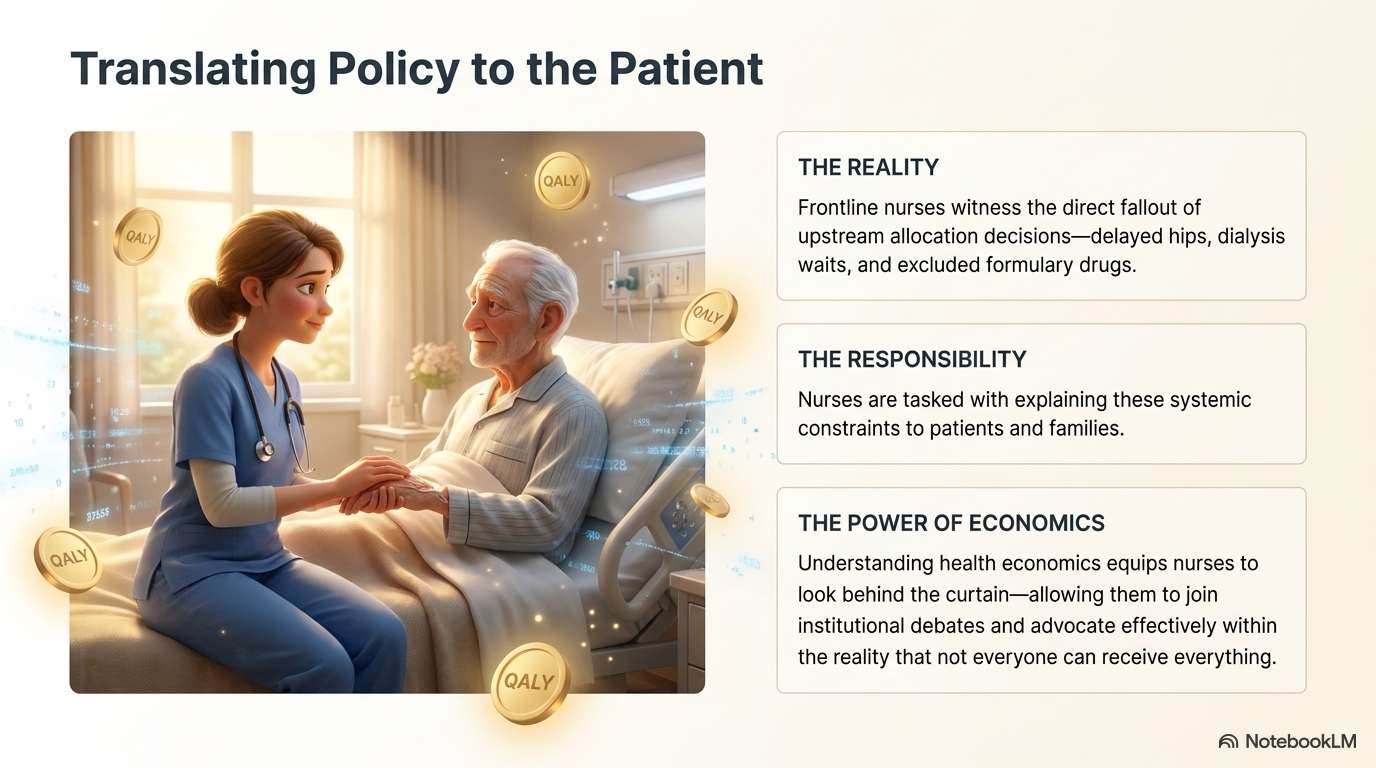 Translating Policy to the Patient
QALY
QALY
QALY
QALY
QALY
THE REALITY
Frontline nurses witness the direct fallout of
upstream allocation decisions—delayed hips, dialysis
waits, and excluded formulary drugs.
THE RESPONSIBILITY
Nurses are tasked with explaining these systemic
constraints to patients and families.
THE POWER OF ECONOMICS
Understanding health economics equips nurses to
look behind the curtain—allowing them to join
institutional debates and advocate effectively within
the reality that not everyone can receive everything.
NotebookLM